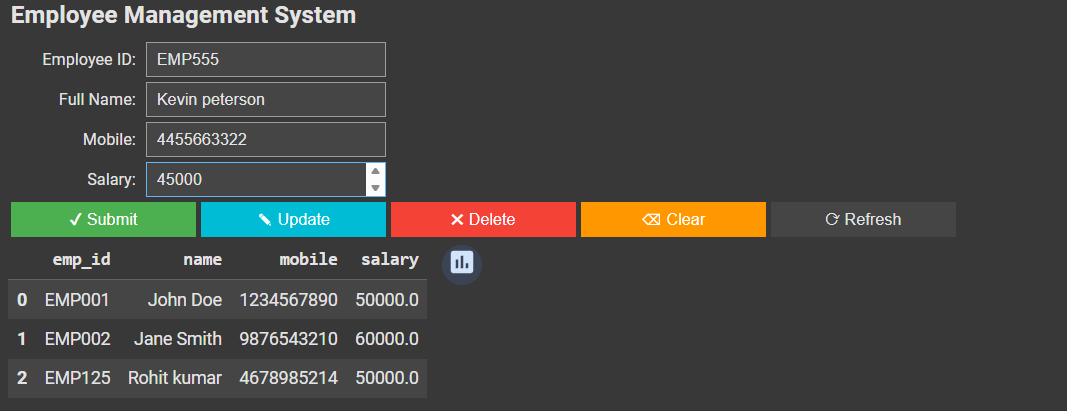 Employee Management System
Employee ID: EMP555
Full Name: Kevin peterson
Mobile: 4455663322
Salary: 45000
Submit Update Delete Clear Refresh
emp_id name mobile salary
0 EMP001 John Doe 1234567890 50000.0
1 EMP002 Jane Smith 9876543210 60000.0
2 EMP125 Rohit kumar 4678985214 50000.0